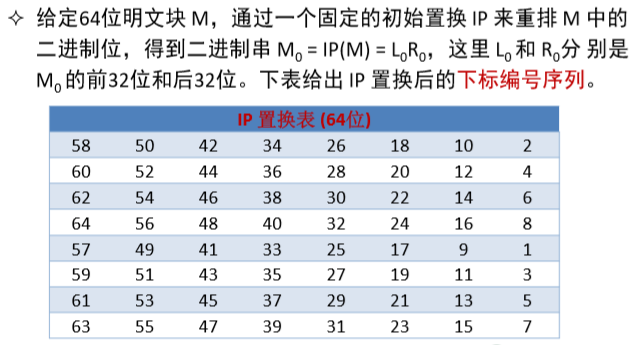 ✧ 给定64位明文块 M，通过一个固定的初始置换 IP 来重排 M 中的
二进制位，得到二进制串 M₀ = IP(M) = L₀R₀，这里 L₀ 和 R₀分 别是
M₀ 的前32位和后32位。下表给出 IP 置换后的下标编号序列。
IP 置换表 (64位)
58 50 42 34 26 18 10 2
60 52 44 36 28 20 12 4
62 54 46 38 30 22 14 6
64 56 48 40 32 24 16 8
57 49 41 33 25 17 9 1
59 51 43 35 27 19 11 3
61 53 45 37 29 21 13 5
63 55 47 39 31 23 15 7